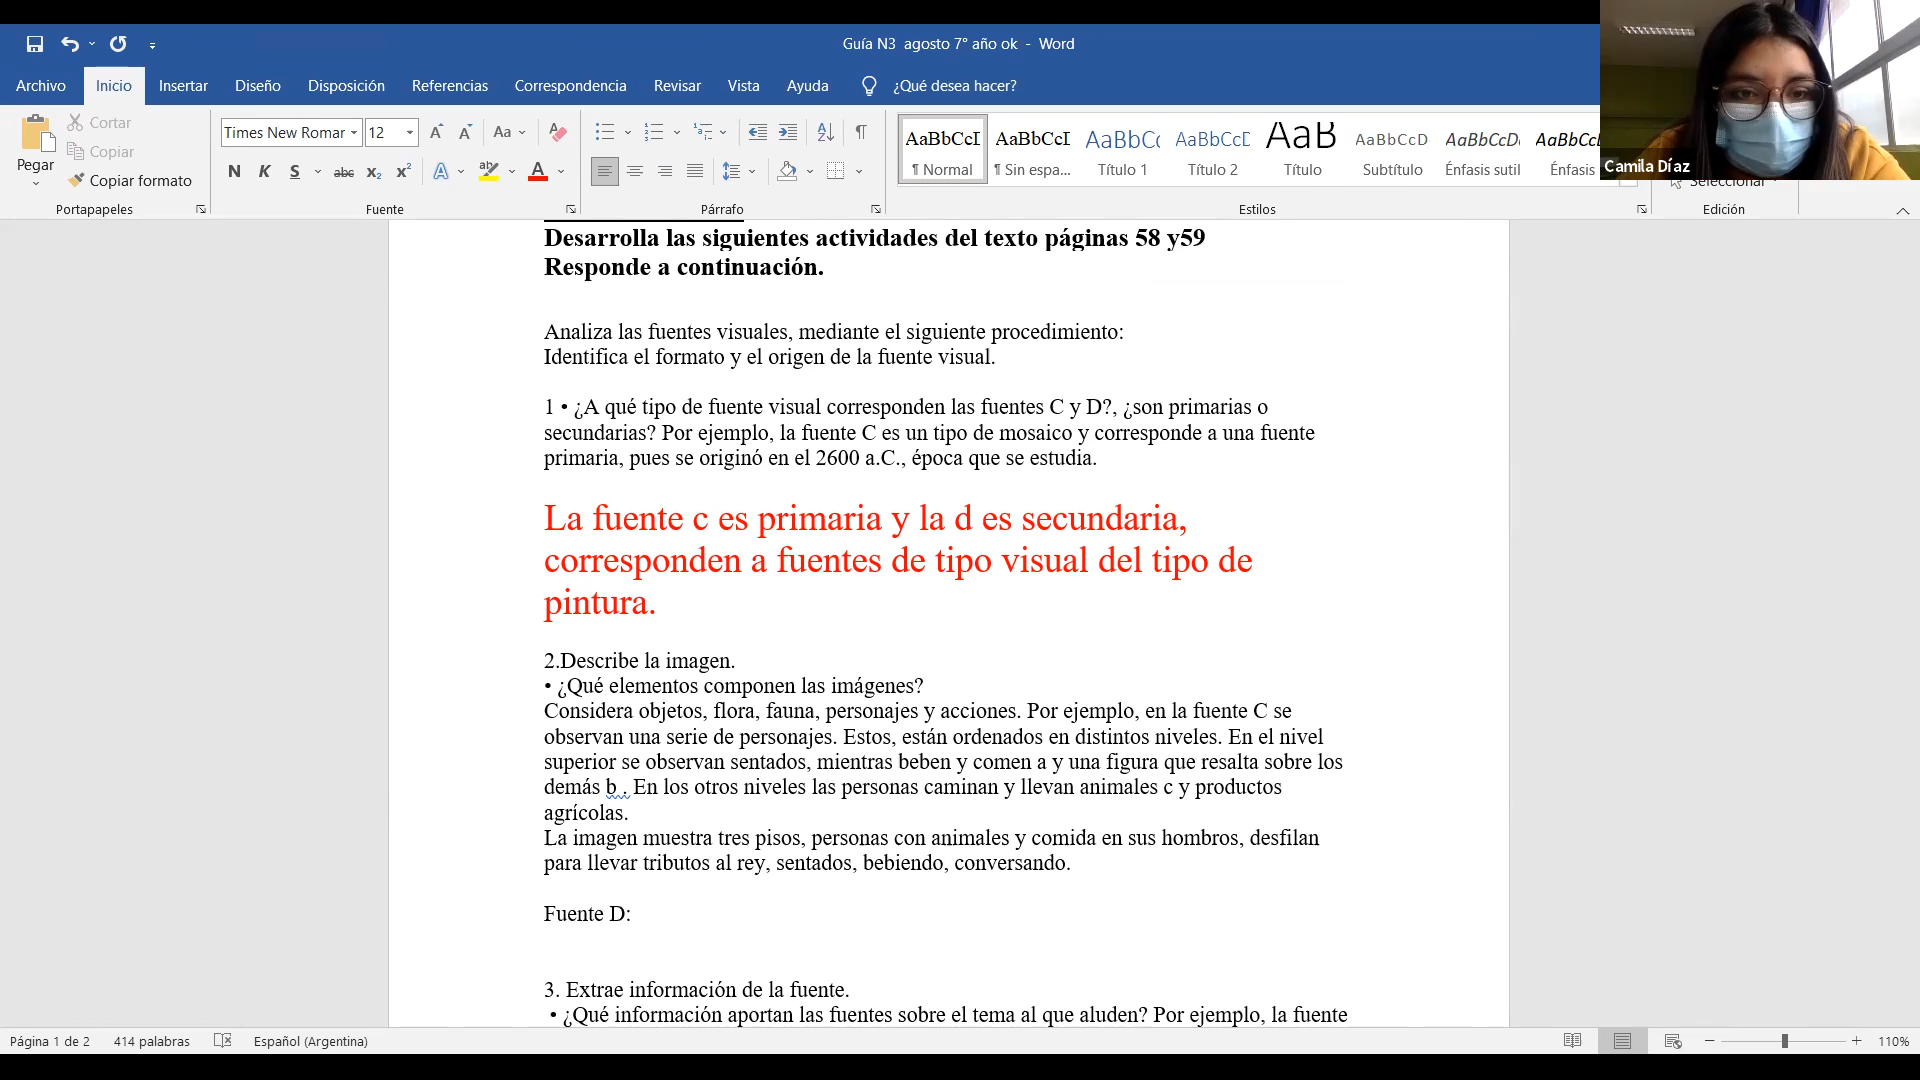 Guía N3 agosto 7° año ok - Word
Archivo Inicio Insertar Diseño Disposición Referencias Correspondencia Revisar Vista Ayuda ¿Qué desea hacer?
Pegar
Cortar
Copiar
Copiar formato
Portapapeles
Times New Romar 12
Aa
N K S abc x₂ x² A A
Fuente
Párrafo
AaBbCcI AaBbCcI AaBbCc AaBbCcD AaB AaBbCcD AaBbCcDc AaBbCcDc
¶ Normal ¶ Sin espa... Título 1 Título 2 Título Subtítulo Énfasis sutil Énfasis
Estilos
Seleccionar
Edición
Camila Díaz
Desarrolla las siguientes actividades del texto páginas 58 y59
Responde a continuación.
Analiza las fuentes visuales, mediante el siguiente procedimiento:
Identifica el formato y el origen de la fuente visual.
1 • ¿A qué tipo de fuente visual corresponden las fuentes C y D?, ¿son primarias o
secundarias? Por ejemplo, la fuente C es un tipo de mosaico y corresponde a una fuente
primaria, pues se originó en el 2600 a.C., época que se estudia.
La fuente c es primaria y la d es secundaria,
corresponden a fuentes de tipo visual del tipo de
pintura.
2.Describe la imagen.
• ¿Qué elementos componen las imágenes?
Considera objetos, flora, fauna, personajes y acciones. Por ejemplo, en la fuente C se
observan una serie de personajes. Estos, están ordenados en distintos niveles. En el nivel
superior se observan sentados, mientras beben y comen a y una figura que resalta sobre los
demás b . En los otros niveles las personas caminan y llevan animales c y productos
agrícolas.
La imagen muestra tres pisos, personas con animales y comida en sus hombros, desfilan
para llevar tributos al rey, sentados, bebiendo, conversando.
Fuente D:
3. Extrae información de la fuente.
• ¿Qué información aportan las fuentes sobre el tema al que aluden? Por ejemplo, la fuente
Página 1 de 2 414 palabras Español (Argentina) 110%